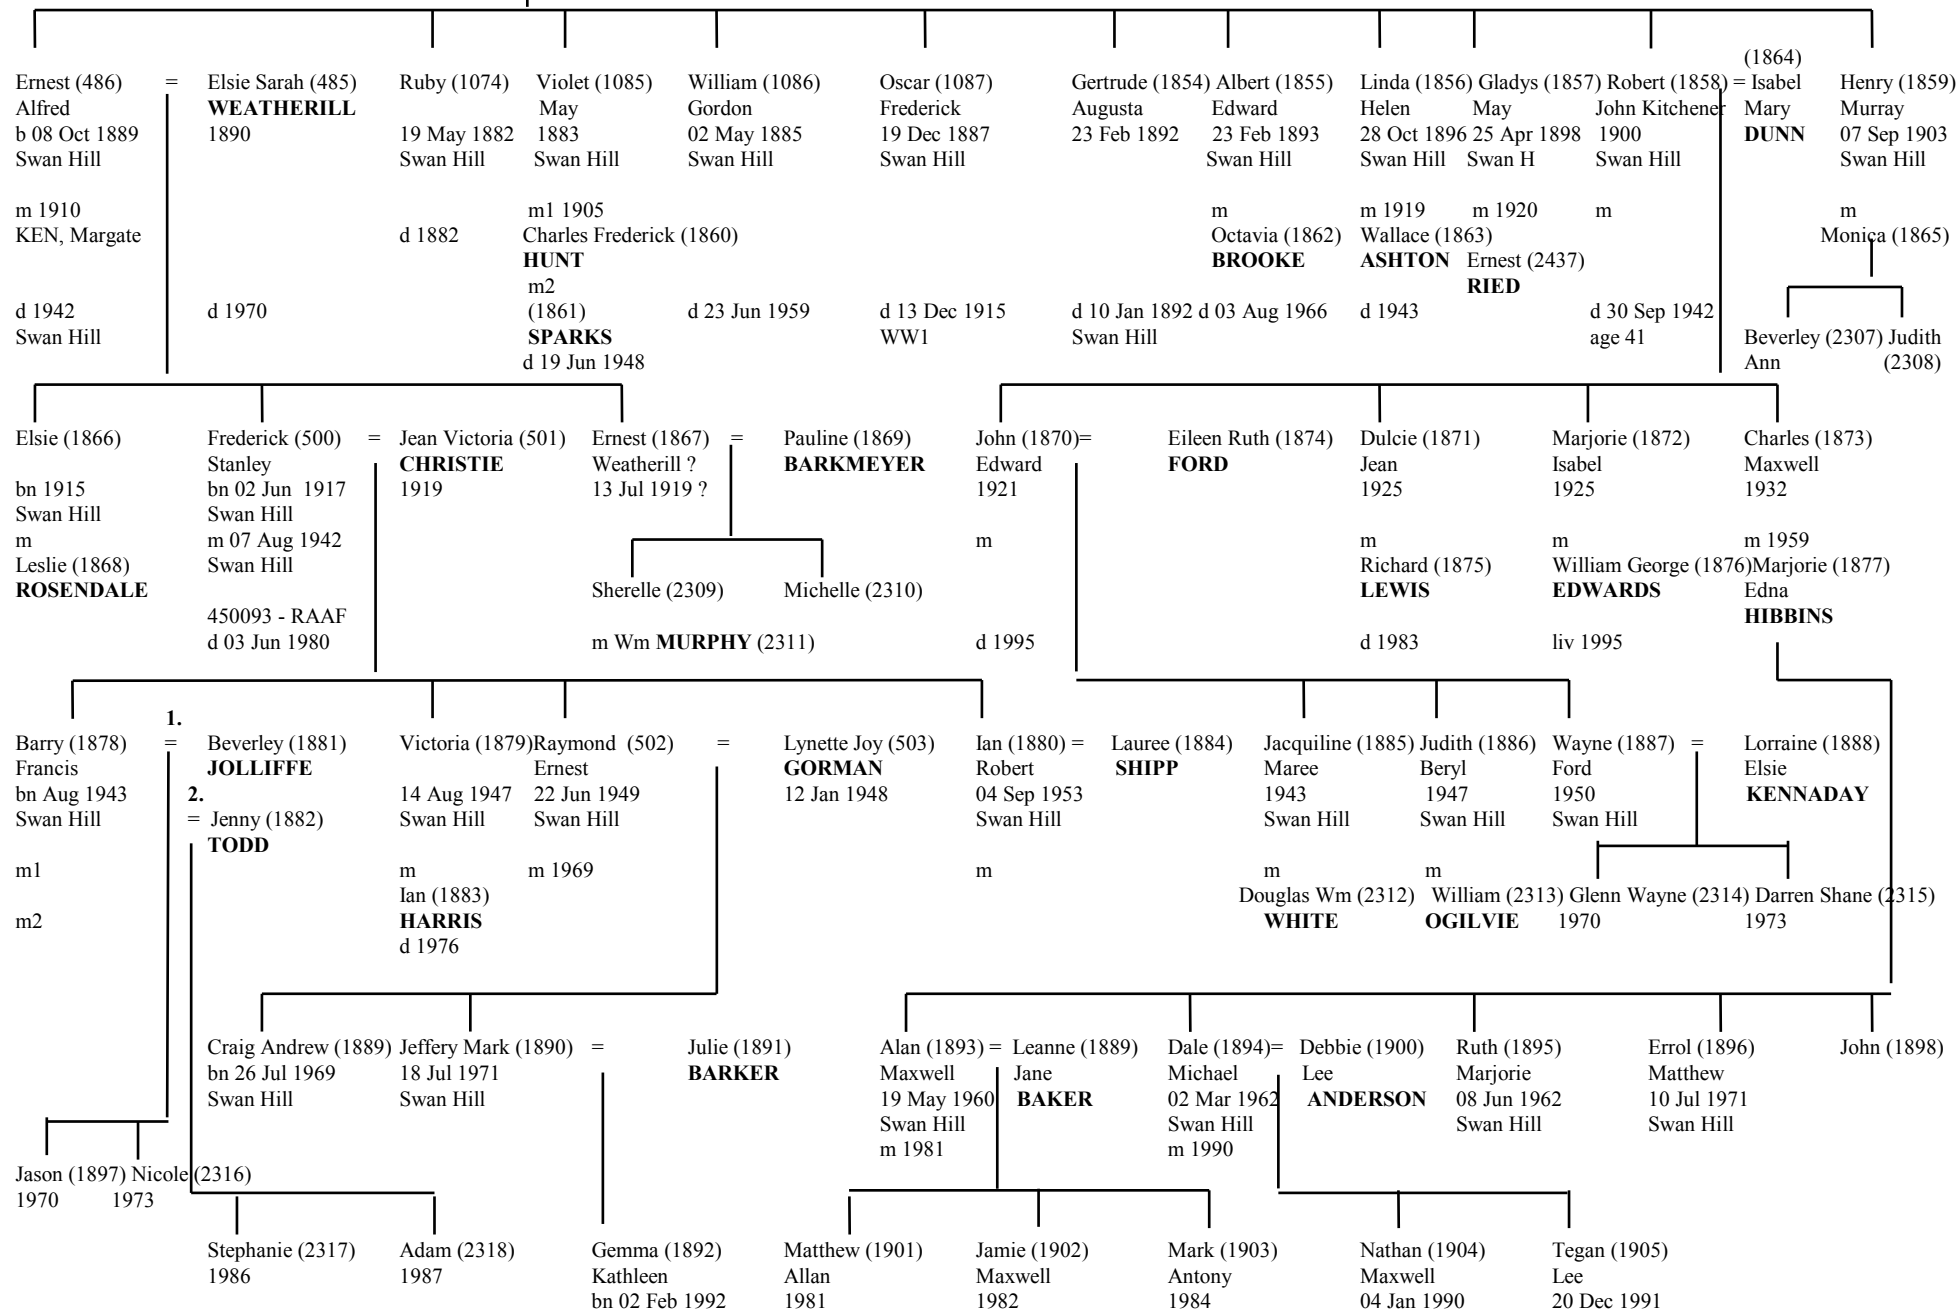 (1864)
Ernest (486) = Elsie Sarah (485) Ruby (1074) Violet (1085) William (1086) Oscar (1087) Gertrude (1854) Albert (1855) Linda (1856) Gladys (1857) Robert (1858) = Isabel Henry (1859)
Alfred WEATHERILL May Gordon Frederick Augusta Edward Helen May John Kitchener Mary Murray
b 08 Oct 1889 1890 19 May 1882 1883 02 May 1885 19 Dec 1887 23 Feb 1892 23 Feb 1893 28 Oct 1896 25 Apr 1898 1900 DUNN 07 Sep 1903
Swan Hill Swan Hill Swan Hill Swan Hill Swan Hill Swan Hill Swan Hill Swan H Swan Hill Swan Hill
m 1910 m1 1905 m m 1919 m 1920 m m
KEN, Margate d 1882 Charles Frederick (1860) Octavia (1862) Wallace (1863) Monica (1865)
HUNT BROOKE ASHTON Ernest (2437)
m2 RIED
d 1942 d 1970 (1861) d 23 Jun 1959 d 13 Dec 1915 d 10 Jan 1892 d 03 Aug 1966 d 1943 d 30 Sep 1942
Swan Hill SPARKS WW1 Swan Hill age 41 Beverley (2307) Judith
d 19 Jun 1948 Ann (2308)
Elsie (1866) Frederick (500) = Jean Victoria (501) Ernest (1867) = Pauline (1869) John (1870)= Eileen Ruth (1874) Dulcie (1871) Marjorie (1872) Charles (1873)
Stanley CHRISTIE Weatherill ? BARKMEYER Edward FORD Jean Isabel Maxwell
bn 1915 bn 02 Jun 1917 1919 13 Jul 1919 ? 1921 1925 1925 1932
Swan Hill Swan Hill
m m 07 Aug 1942 m m m m 1959
Leslie (1868) Swan Hill Richard (1875) William George (1876)Marjorie (1877)
ROSENDALE Sherelle (2309) Michelle (2310) LEWIS EDWARDS Edna
450093 - RAAF HIBBINS
d 03 Jun 1980 m Wm MURPHY (2311) d 1995 d 1983 liv 1995
1.
Barry (1878) = Beverley (1881) Victoria (1879)Raymond (502) = Lynette Joy (503) Ian (1880) = Lauree (1884) Jacquiline (1885) Judith (1886) Wayne (1887) = Lorraine (1888)
Francis JOLLIFFE Ernest GORMAN Robert SHIPP Maree Beryl Ford Elsie
bn Aug 1943 2. 14 Aug 1947 22 Jun 1949 12 Jan 1948 04 Sep 1953 1943 1947 1950 KENNADAY
Swan Hill = Jenny (1882) Swan Hill Swan Hill Swan Hill Swan Hill Swan Hill Swan Hill
TODD
m1 m m 1969 m m m
Ian (1883) Douglas Wm (2312) William (2313) Glenn Wayne (2314) Darren Shane (2315)
m2 HARRIS WHITE OGILVIE 1970 1973
d 1976
Craig Andrew (1889) Jeffery Mark (1890) = Julie (1891) Alan (1893) = Leanne (1889) Dale (1894)= Debbie (1900) Ruth (1895) Errol (1896) John (1898)
bn 26 Jul 1969 18 Jul 1971 BARKER Maxwell Jane Michael Lee Marjorie Matthew
Swan Hill Swan Hill 19 May 1960 BAKER 02 Mar 1962 ANDERSON 08 Jun 1962 10 Jul 1971
Swan Hill Swan Hill Swan Hill Swan Hill
m 1981 m 1990
Jason (1897) Nicole (2316)
1970 1973
Stephanie (2317) Adam (2318) Gemma (1892) Matthew (1901) Jamie (1902) Mark (1903) Nathan (1904) Tegan (1905)
1986 1987 Kathleen Allan Maxwell Antony Maxwell Lee
bn 02 Feb 1992 1981 1982 1984 04 Jan 1990 20 Dec 1991